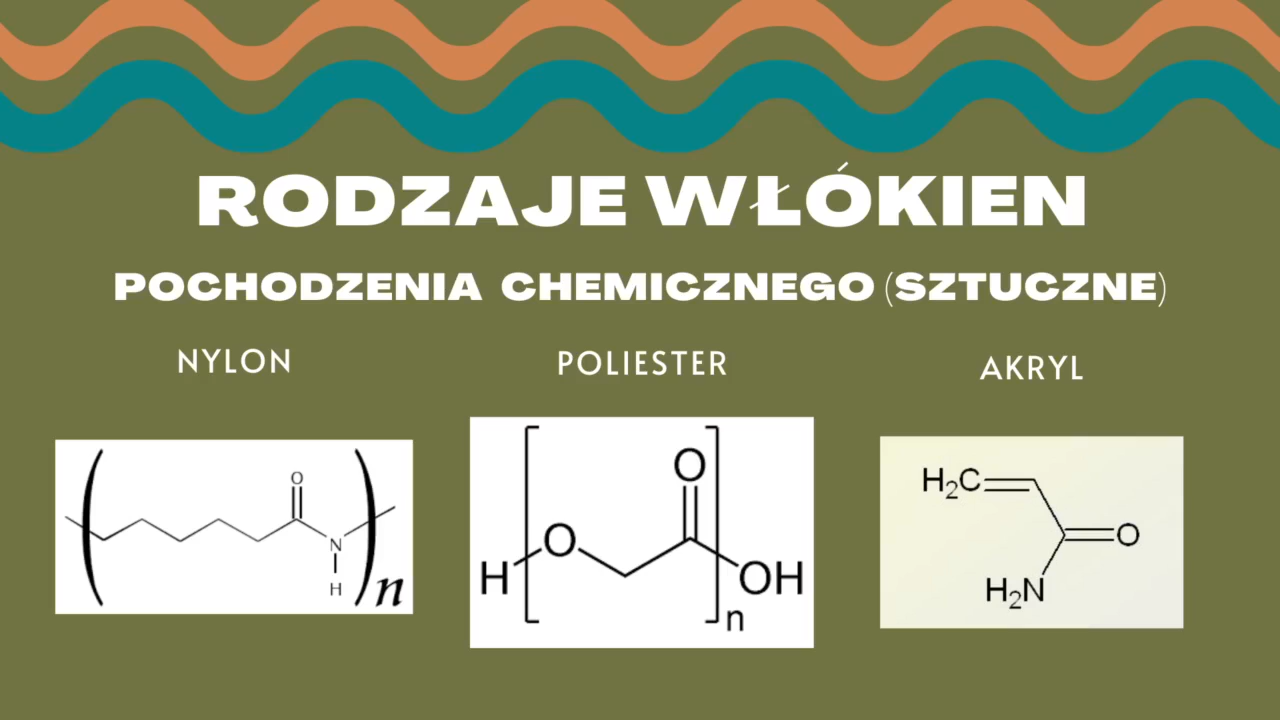 RODZAJE WŁÓKIEN
POCHODZENIA CHEMICZNEGO (SZTUCZNE)
NYLON
POLIESTER
AKRYL
O
N
H
n
O
O
H
OH
n
H₂C
O
H₂N